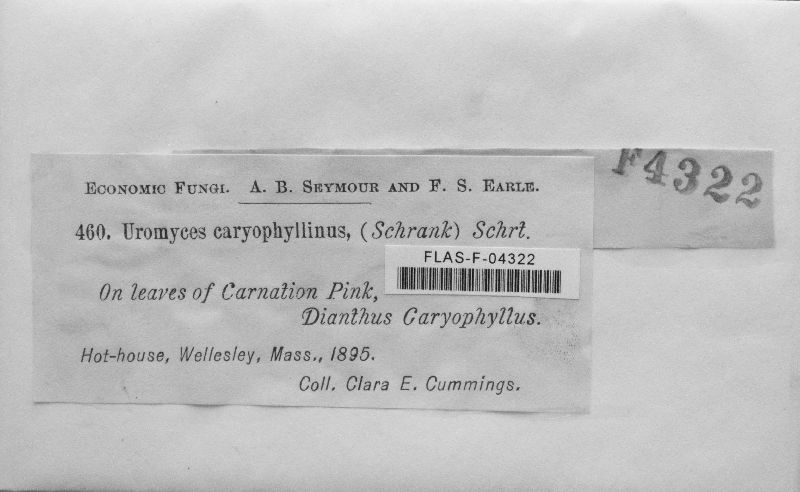 F4322
Economic Fungi. A. B. Seymour and F. S. Earle.
460. Uromyces caryophyllinus, (Schrank) Schrt.
FLAS-F-04322
On leaves of Carnation Pink,
Dianthus Caryophyllus.
Hot-house, Wellesley, Mass., 1895.
Coll. Clara E. Cummings.